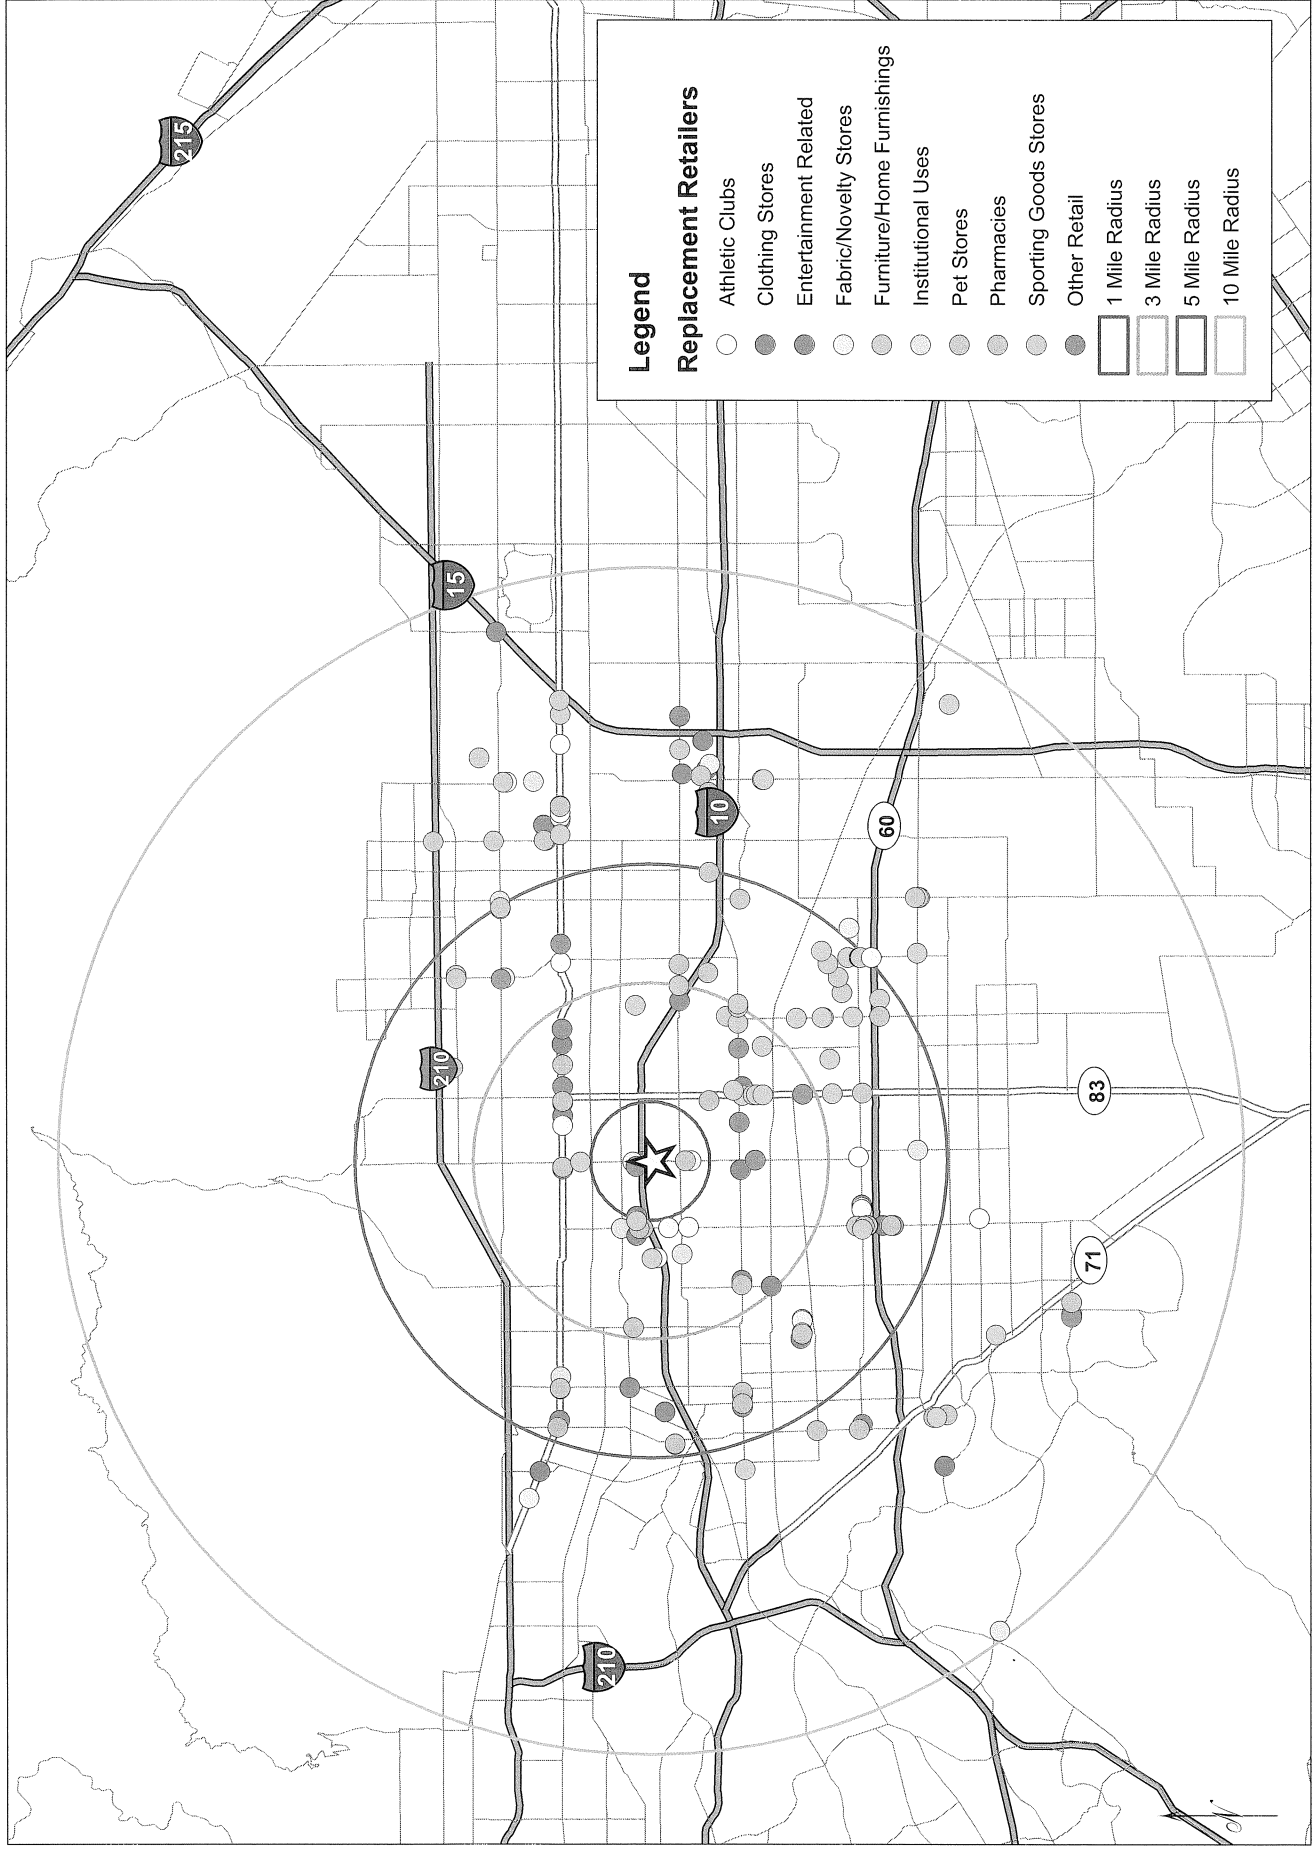 Legend
Replacement Retailers
Athletic Clubs
Clothing Stores
Entertainment Related
Fabric/Novelty Stores
Furniture/Home Furnishings
Institutional Uses
Pet Stores
Pharmacies
Sporting Goods Stores
Other Retail
1 Mile Radius
3 Mile Radius
5 Mile Radius
10 Mile Radius
215
15
210
10
60
83
71
210
N